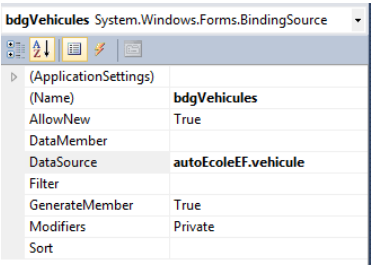 bdgVehicules System.Windows.Forms.BindingSource
(ApplicationSettings)
(Name) bdgVehicules
AllowNew True
DataMember
DataSource autoEcoleEF.vehicule
Filter
GenerateMember True
Modifiers Private
Sort